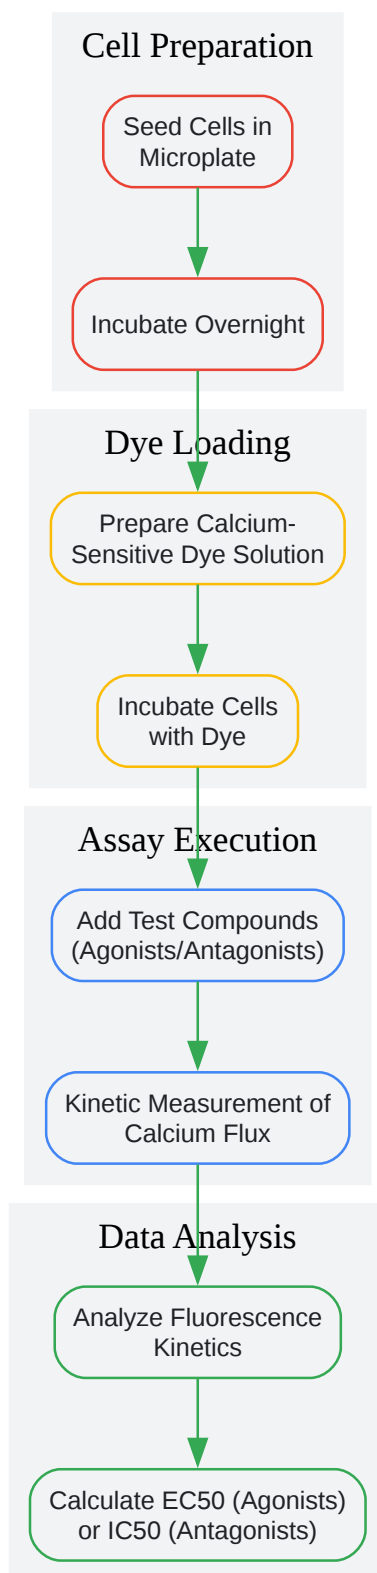 Cell Preparation
Seed Cells in
Microplate
Incubate Overnight
Dye Loading
Prepare Calcium-
Sensitive Dye Solution
Incubate Cells
with Dye
Assay Execution
Add Test Compounds
(Agonists/Antagonists)
Kinetic Measurement of
Calcium Flux
Data Analysis
Analyze Fluorescence
Kinetics
Calculate EC50 (Agonists)
or IC50 (Antagonists)